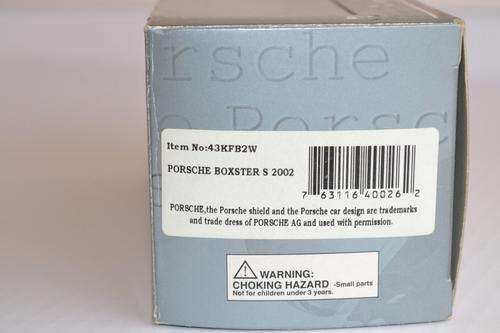 rsche
Porsc
Item No:43KFB2W
PORSCHE BOXSTER S 2002
7 63116 40026 2
PORSCHE,the Porsche shield and the Porsche car design are trademarks
and trade dress of PORSCHE AG and used with permission.
WARNING:
CHOKING HAZARD -Small parts
Not for children under 3 years.